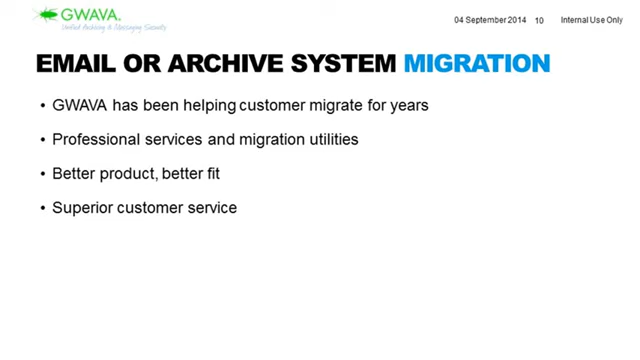 GWAVA.
Unified Archiving & Messaging Security
04 September 2014 10 Internal Use Only
EMAIL OR ARCHIVE SYSTEM MIGRATION
• GWAVA has been helping customer migrate for years
• Professional services and migration utilities
• Better product, better fit
• Superior customer service